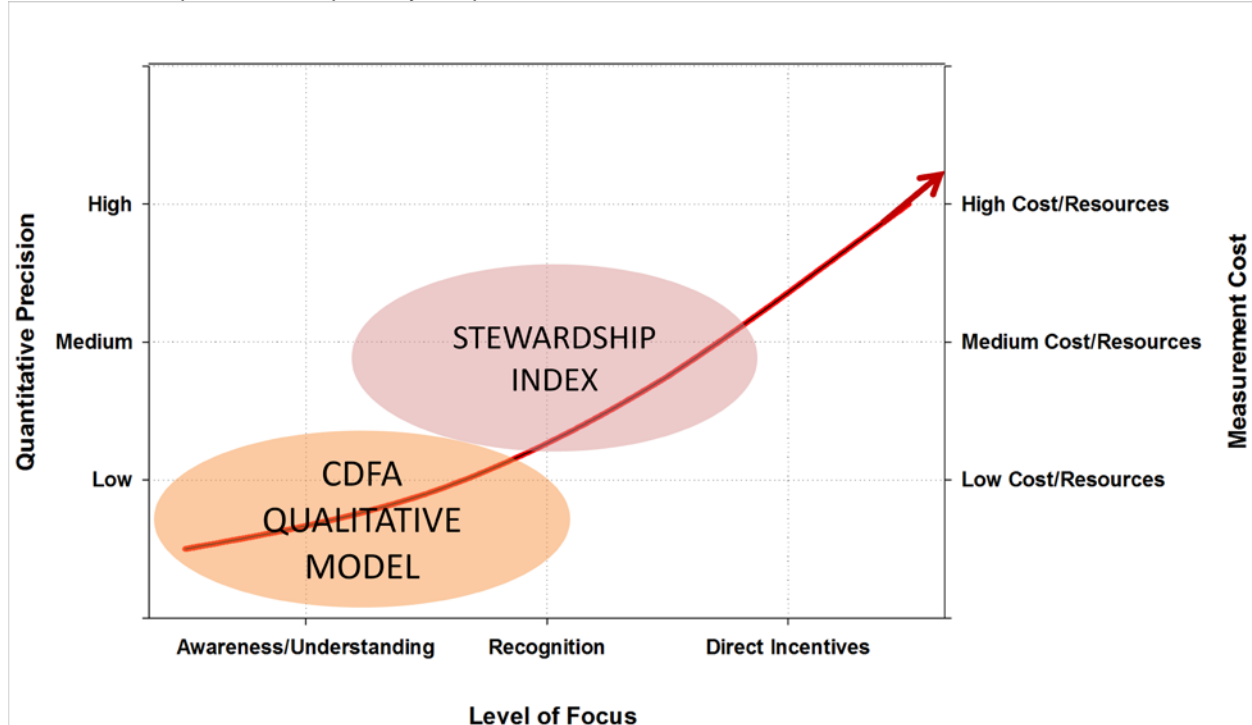 High
High Cost/Resources
Quantitative Precision
Measurement Cost
STEWARDSHIP
INDEX
Medium
Medium Cost/Resources
CDFA
QUALITATIVE
MODEL
Low
Low Cost/Resources
Awareness/Understanding
Recognition
Direct Incentives
Level of Focus